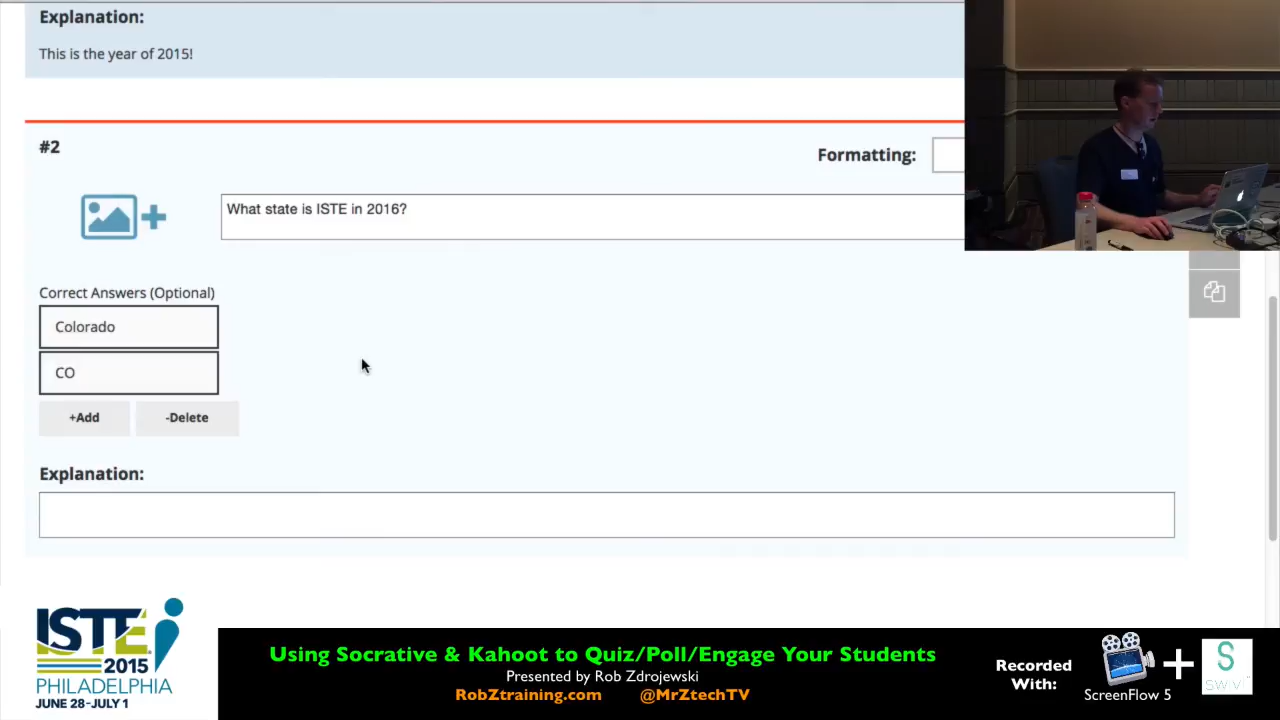 Explanation:
This is the year of 2015!
#2
Formatting:
What state is ISTE in 2016?
Correct Answers (Optional)
Colorado
CO
+Add
-Delete
Explanation:
ISTE
2015
PHILADELPHIA
JUNE 28-JULY 1
Using Socrative & Kahoot to Quiz/Poll/Engage Your Students
Presented by Rob Zdrojewski
RobZtraining.com
@MrZtechTV
Recorded
With:
ScreenFlow 5
+
S
SWIVL